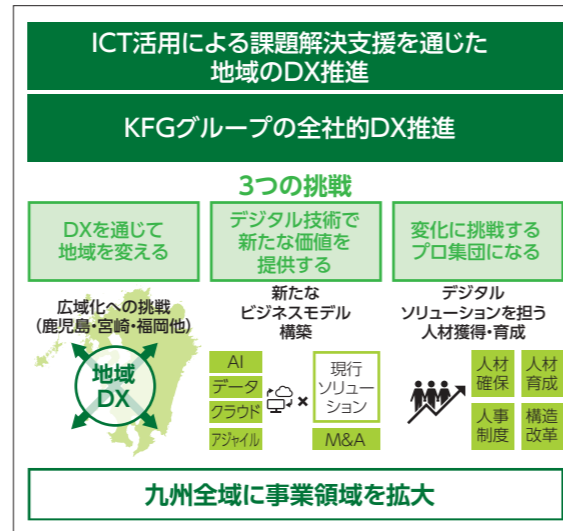 ICT活用による課題解決支援を通じた
地域のDX推進
KFGグループの全社的DX推進
3つの挑戦
DXを通じて
地域を変える
広域化への挑戦
(鹿児島・宮崎・福岡他)
地域
DX
デジタル技術で
新たな価値を
提供する
新たな
ビジネスモデル
構築
AI
データ
クラウド
アジャイル
×
現行
ソリュー
ション
M&A
変化に挑戦する
プロ集団になる
デジタル
ソリューションを担う
人材獲得・育成
人材
確保
人材
育成
人事
制度
構造
改革
九州全域に事業領域を拡大